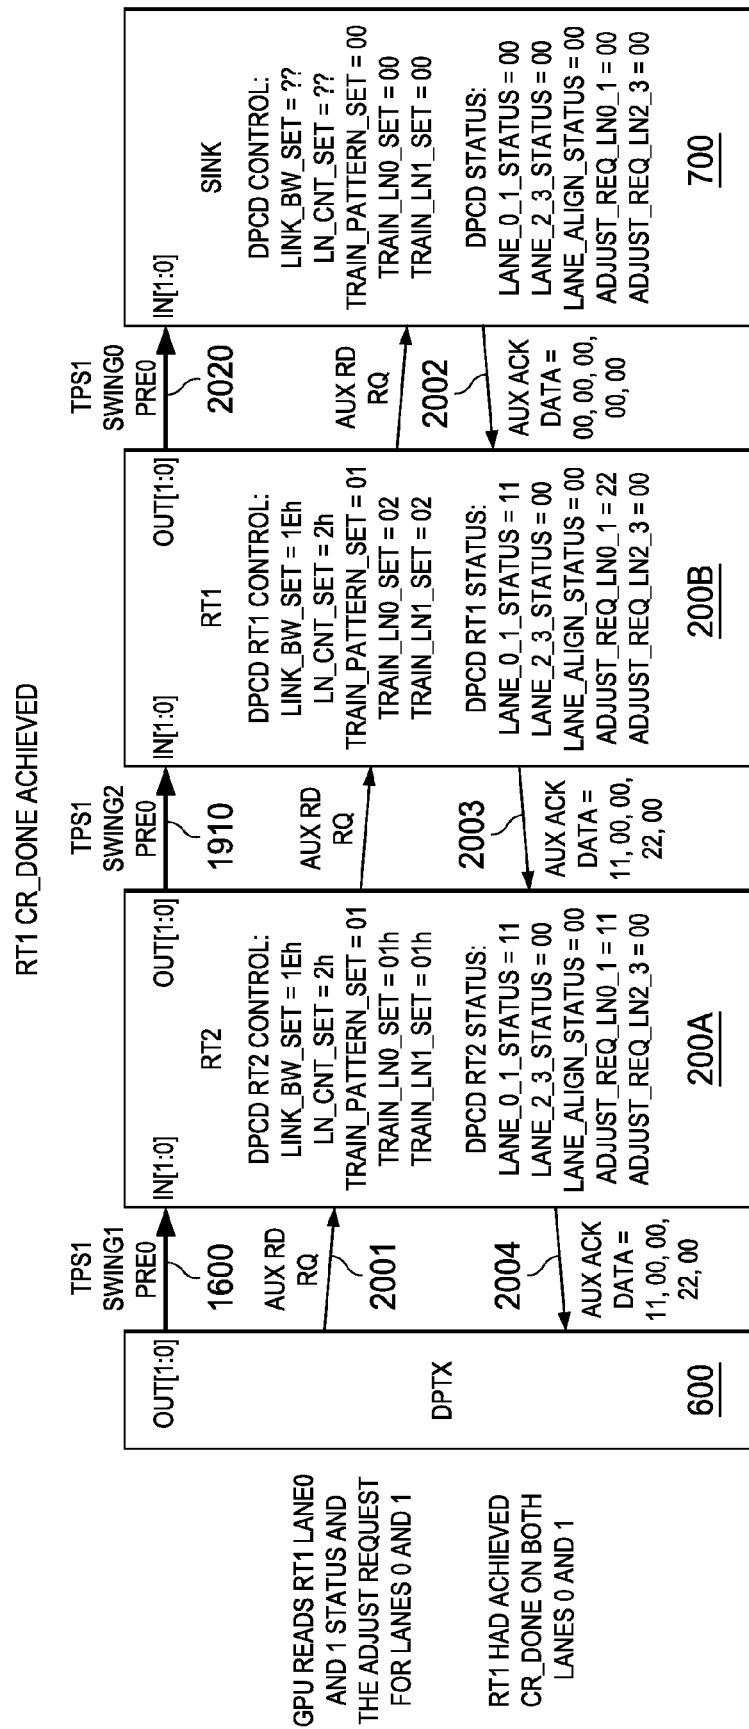 RT1 CR_DONE ACHIEVED
GPU READS RT1 LANE0
AND 1 STATUS AND
THE ADJUST REQUEST
FOR LANES 0 AND 1
RT1 HAD ACHIEVED
CR_DONE ON BOTH
LANES 0 AND 1
OUT[1:0]
DPTX
600
TPS1
SWING1
PRE0
1600
AUX RD
RQ
2001
2004
AUX ACK
DATA =
11, 00, 00,
22, 00
IN[1:0]
OUT[1:0]
RT2
DPCD RT2 CONTROL:
LINK_BW_SET = 1Eh
LN_CNT_SET = 2h
TRAIN_PATTERN_SET = 01
TRAIN_LN0_SET = 01h
TRAIN_LN1_SET = 01h
DPCD RT2 STATUS:
LANE_0_1_STATUS = 11
LANE_2_3_STATUS = 00
LANE_ALIGN_STATUS = 00
ADJUST_REQ_LN0_1 = 11
ADJUST_REQ_LN2_3 = 00
200A
TPS1
SWING2
PRE0
1910
AUX RD
RQ
2003
AUX ACK
DATA =
11, 00, 00,
22, 00
IN[1:0]
OUT[1:0]
RT1
DPCD RT1 CONTROL:
LINK_BW_SET = 1Eh
LN_CNT_SET = 2h
TRAIN_PATTERN_SET = 01
TRAIN_LN0_SET = 02
TRAIN_LN1_SET = 02
DPCD RT1 STATUS:
LANE_0_1_STATUS = 11
LANE_2_3_STATUS = 00
LANE_ALIGN_STATUS = 00
ADJUST_REQ_LN0_1 = 22
ADJUST_REQ_LN2_3 = 00
200B
TPS1
SWING0
PRE0
2020
AUX RD
RQ
2002
AUX ACK
DATA =
00, 00, 00,
00, 00
IN[1:0]
SINK
DPCD CONTROL:
LINK_BW_SET = ??
LN_CNT_SET = ??
TRAIN_PATTERN_SET = 00
TRAIN_LN0_SET = 00
TRAIN_LN1_SET = 00
DPCD STATUS:
LANE_0_1_STATUS = 00
LANE_2_3_STATUS = 00
LANE_ALIGN_STATUS = 00
ADJUST_REQ_LN0_1 = 00
ADJUST_REQ_LN2_3 = 00
700